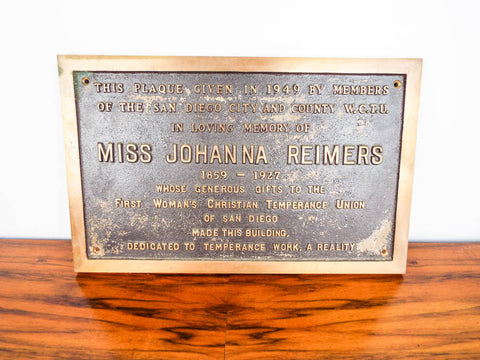 THIS PLAQUE GIVEN IN 1949 BY MEMBERS
OF THE SAN DIEGO CITY AND COUNTY W.C.T.U.
IN LOVING MEMORY OF
MISS JOHANNA REIMERS
1859 – 1927
WHOSE GENEROUS GIFTS TO THE
FIRST WOMAN'S CHRISTIAN TEMPERANCE UNION
OF SAN DIEGO
MADE THIS BUILDING,
DEDICATED TO TEMPERANCE WORK, A REALITY